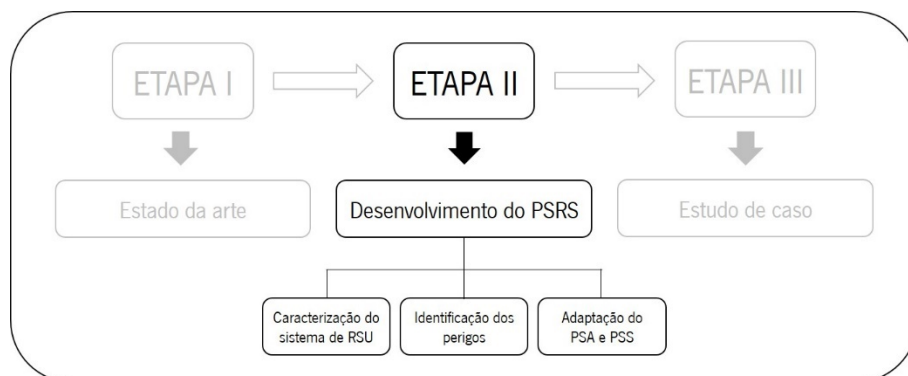 ETAPA I
ETAPA II
ETAPA III
Estado da arte
Desenvolvimento do PSRS
Estudo de caso
Caracterização do
sistema de RSU
Identificação dos
perigos
Adaptação do
PSA e PSS